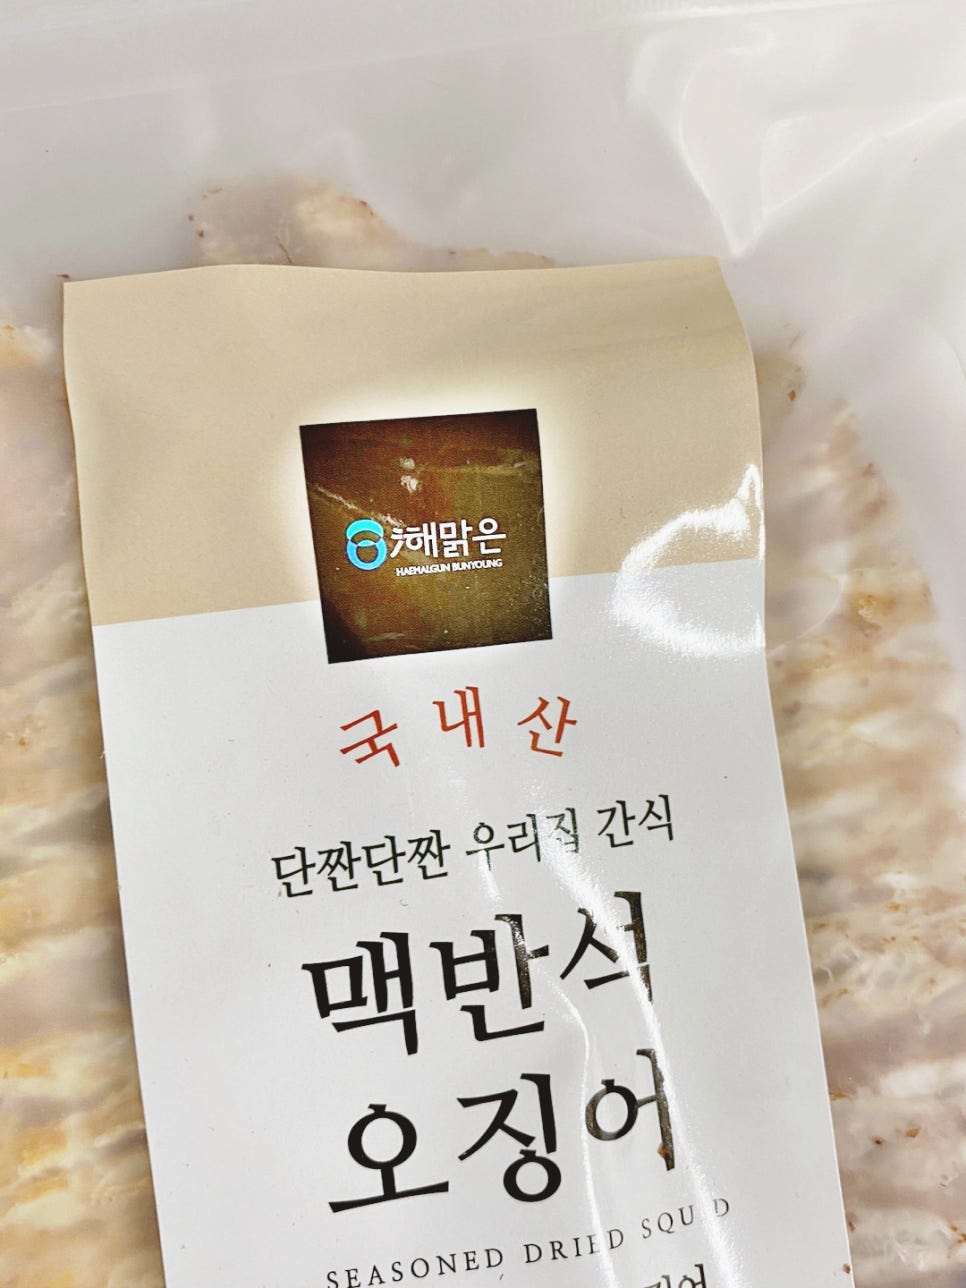 해맑은
HAEMALGUN BUNYOUNG
국내산
단짠단짠 우리집 간식
맥반석
오징어
SEASONED DRIED SQUID